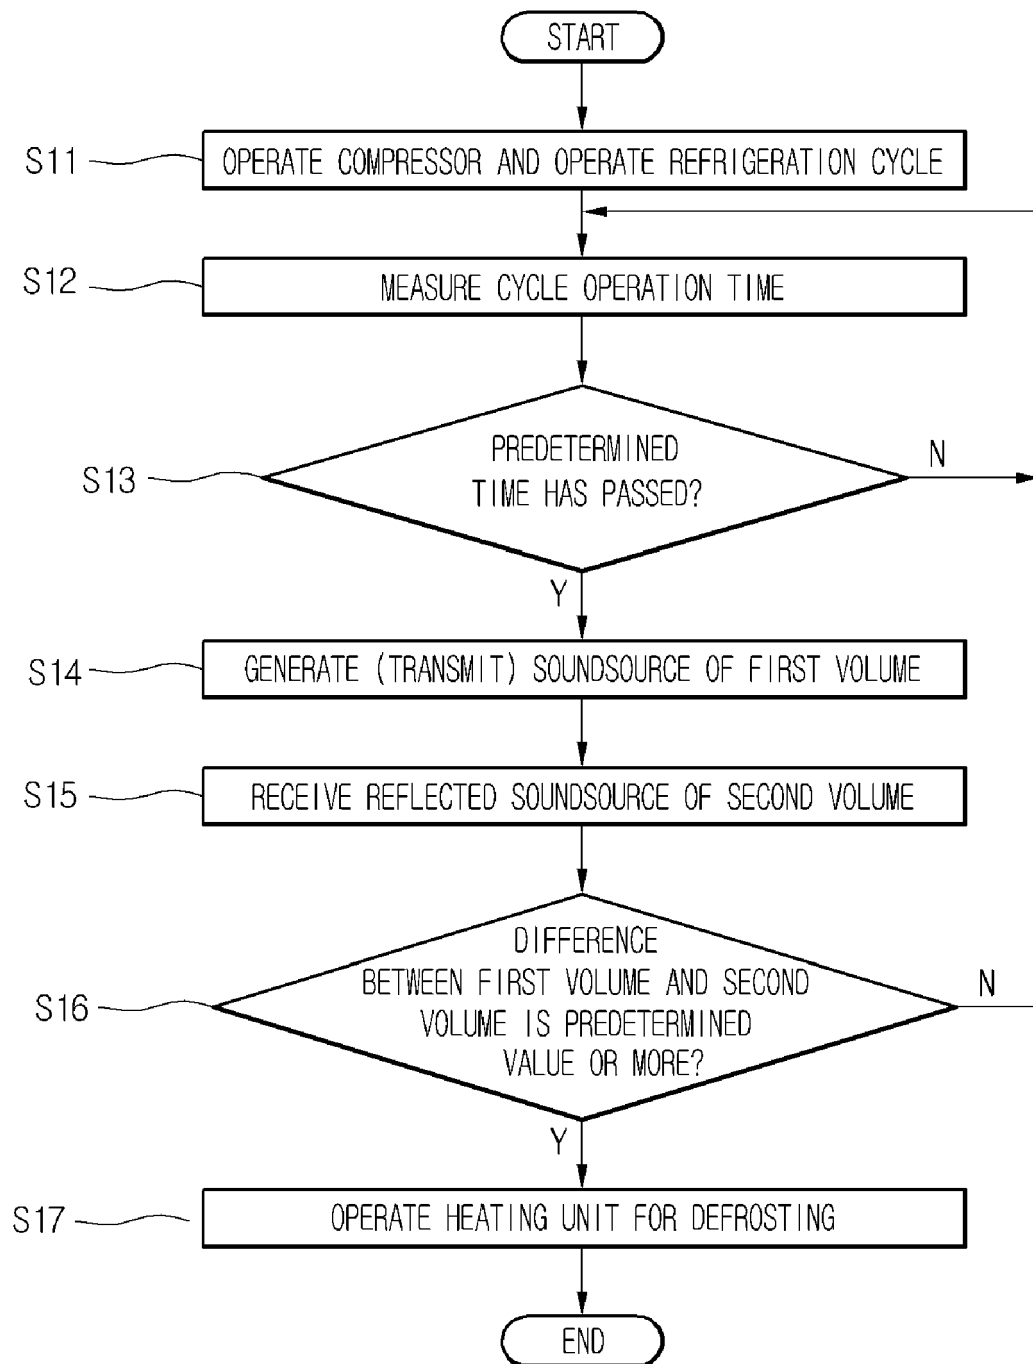 START
S11
OPERATE COMPRESSOR AND OPERATE REFRIGERATION CYCLE
S12
MEASURE CYCLE OPERATION TIME
S13
PREDETERMINED
TIME HAS PASSED?
N
Y
S14
GENERATE (TRANSMIT) SOUNDSOURCE OF FIRST VOLUME
S15
RECEIVE REFLECTED SOUNDSOURCE OF SECOND VOLUME
S16
DIFFERENCE
BETWEEN FIRST VOLUME AND SECOND
VOLUME IS PREDETERMINED
VALUE OR MORE?
N
Y
S17
OPERATE HEATING UNIT FOR DEFROSTING
END